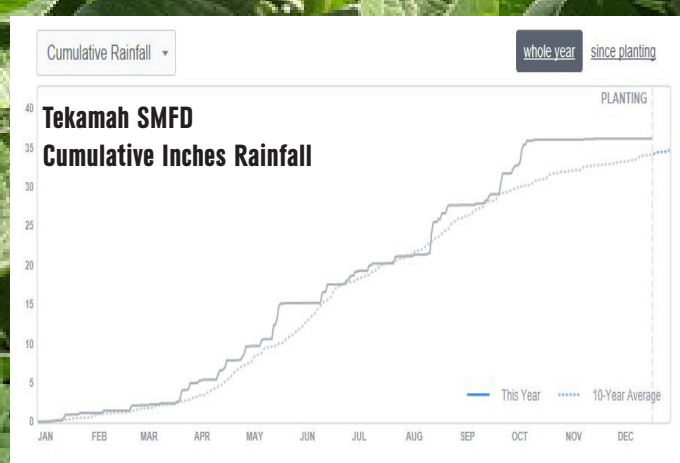 Cumulative Rainfall
whole year since planting
PLANTING
Tekamah SMFD
Cumulative Inches Rainfall
40
35
30
25
20
15
10
5
0
This Year 10-Year Average
JAN FEB MAR APR MAY JUN JUL AUG SEP OCT NOV DEC